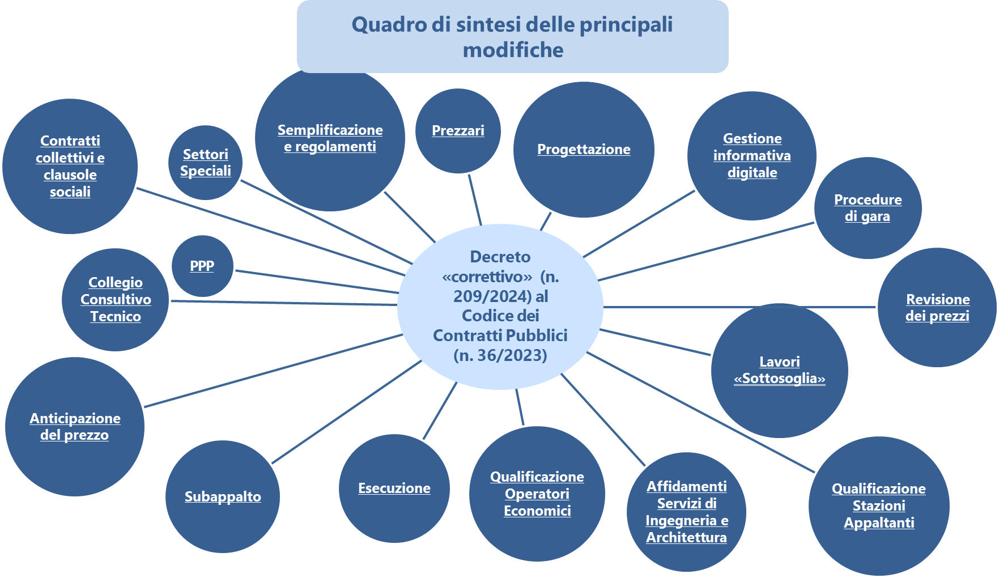 Quadro di sintesi delle principali
modifiche
Contratti
collettivi e
clausole
sociali
Settori
Speciali
Semplificazione
e regolamenti
Prezzari
Progettazione
Gestione
informativa
digitale
Procedure
di gara
Revisione
dei prezzi
Lavori
«Sottosoglia»
Qualificazione
Stazioni
Appaltanti
Affidamenti
Servizi di
Ingegneria e
Architettura
Qualificazione
Operatori
Economici
Esecuzione
Subappalto
Anticipazione
del prezzo
Collegio
Consultivo
Tecnico
PPP
Decreto
«correttivo» (n.
209/2024) al
Codice dei
Contratti Pubblici
(n. 36/2023)